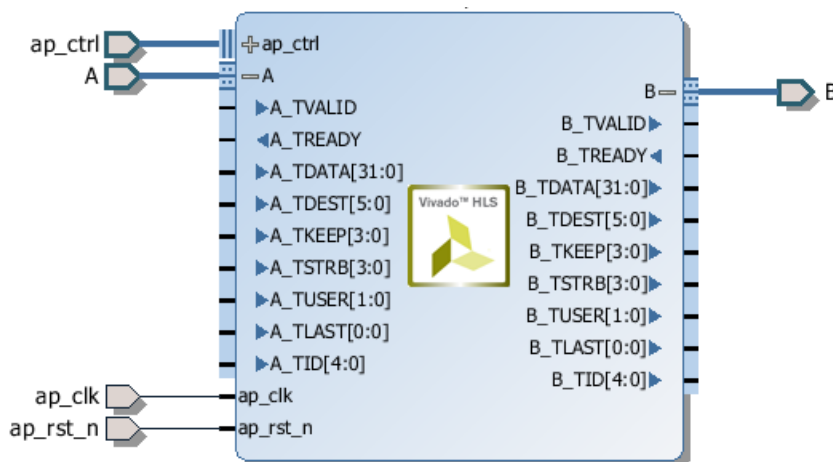 ap_ctrl
A
ap_clk
ap_rst_n
ap_ctrl
A
A_TVALID
A_TREADY
A_TDATA[31:0]
A_TDEST[5:0]
A_TKEEP[3:0]
A_TSTRB[3:0]
A_TUSER[1:0]
A_TLAST[0:0]
A_TID[4:0]
ap_clk
ap_rst_n
Vivado™ HLS
B
B_TVALID
B_TREADY
B_TDATA[31:0]
B_TDEST[5:0]
B_TKEEP[3:0]
B_TSTRB[3:0]
B_TUSER[1:0]
B_TLAST[0:0]
B_TID[4:0]
B